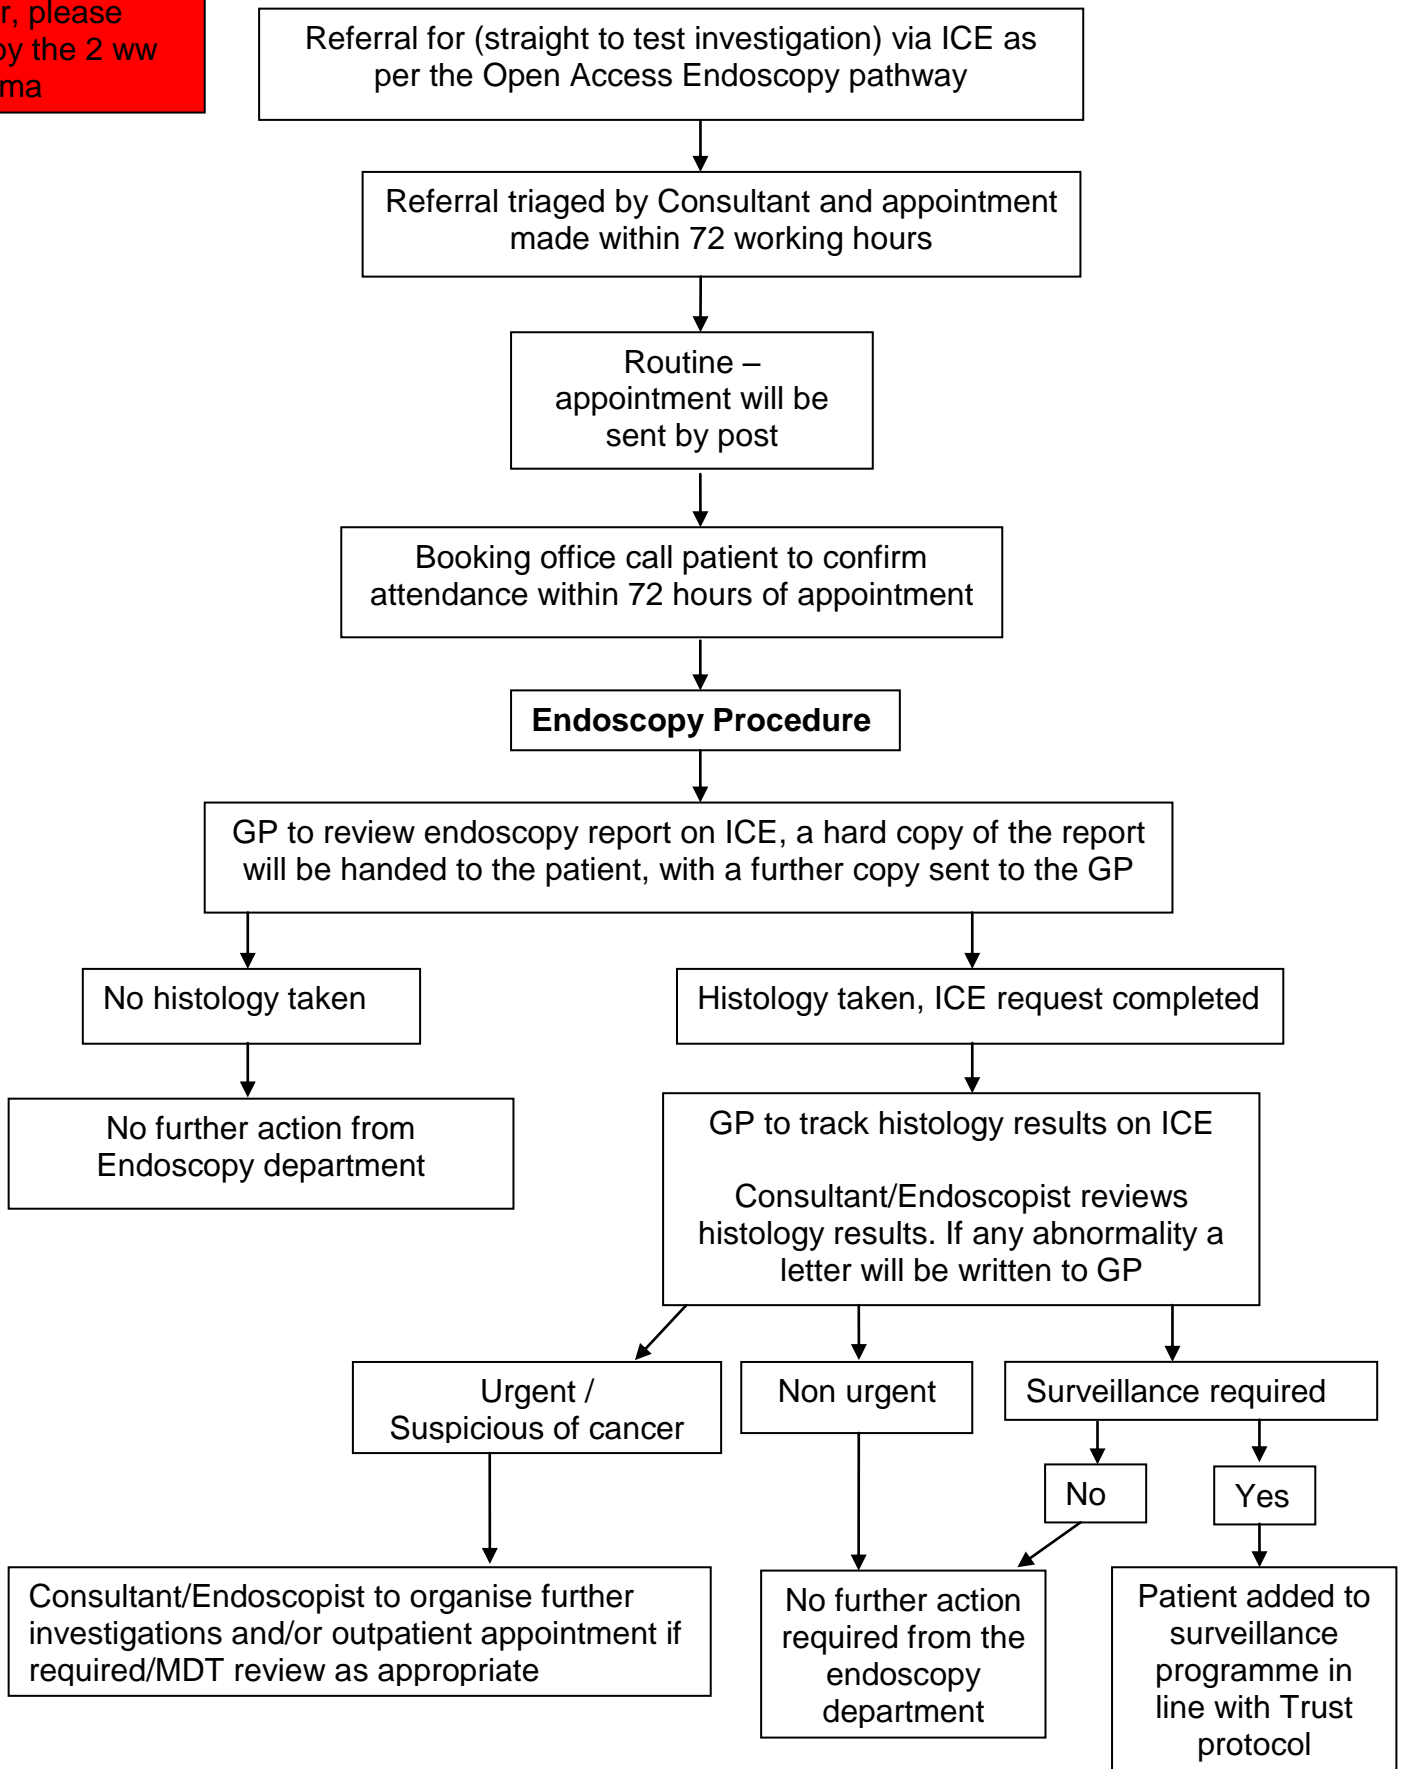 r, please
by the 2 ww
ma
Referral for (straight to test investigation) via ICE as
per the Open Access Endoscopy pathway
Referral triaged by Consultant and appointment
made within 72 working hours
Routine –
appointment will be
sent by post
Booking office call patient to confirm
attendance within 72 hours of appointment
Endoscopy Procedure
GP to review endoscopy report on ICE, a hard copy of the report
will be handed to the patient, with a further copy sent to the GP
No histology taken
Histology taken, ICE request completed
No further action from
Endoscopy department
GP to track histology results on ICE
Consultant/Endoscopist reviews
histology results. If any abnormality a
letter will be written to GP
Urgent /
Suspicious of cancer
Non urgent
Surveillance required
No
Yes
Consultant/Endoscopist to organise further
investigations and/or outpatient appointment if
required/MDT review as appropriate
No further action
required from the
endoscopy
department
Patient added to
surveillance
programme in
line with Trust
protocol